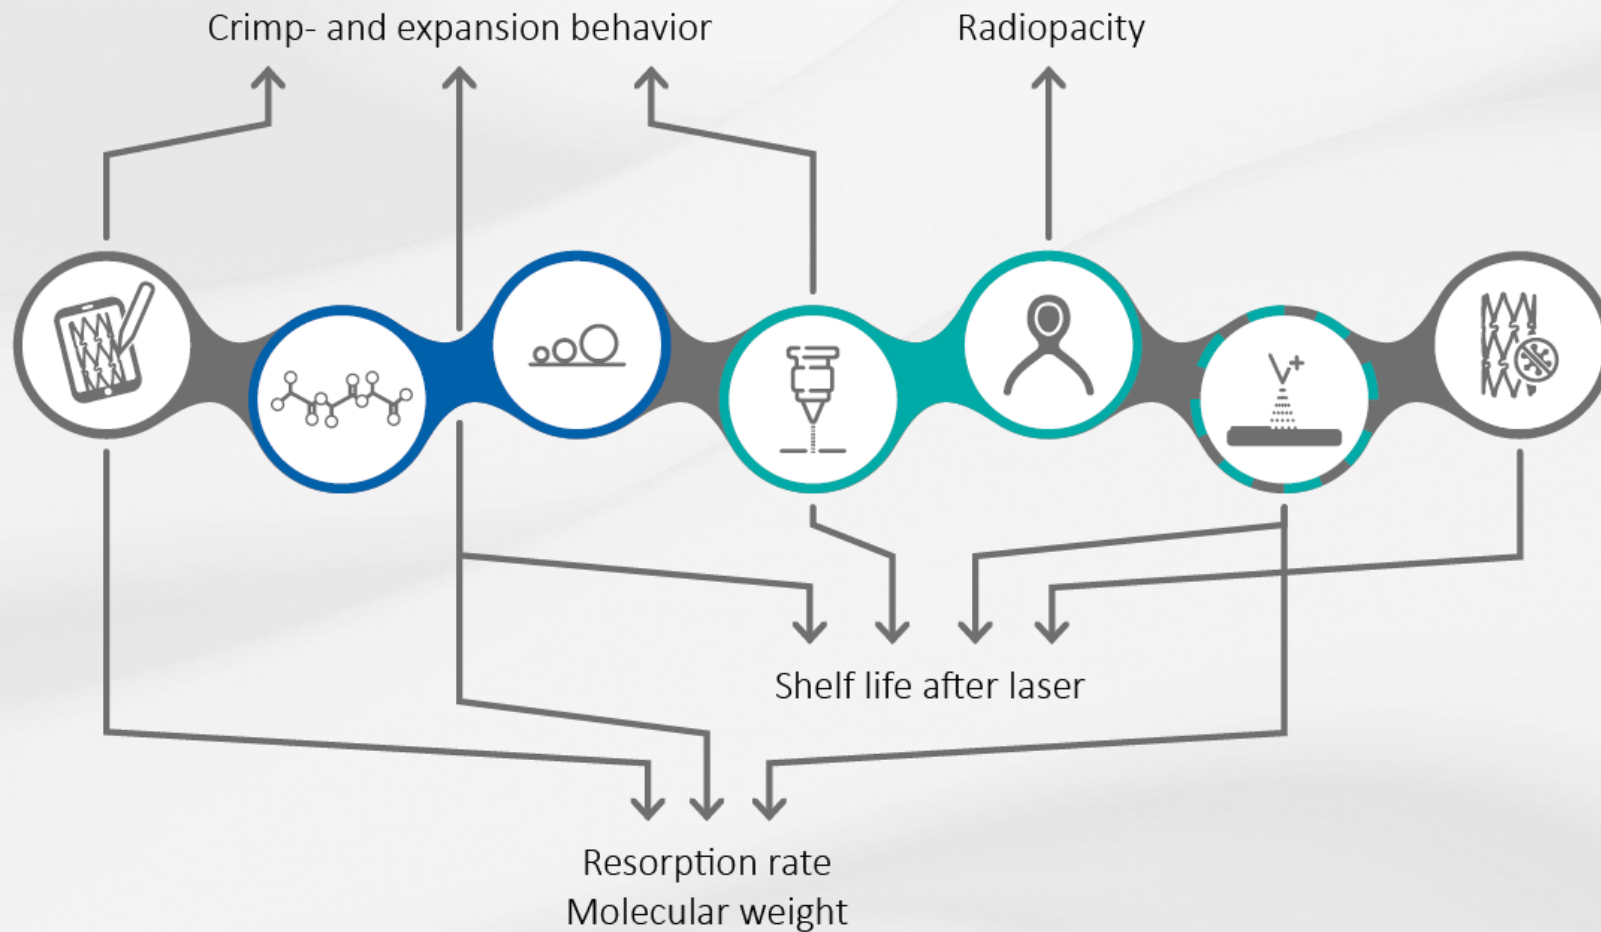 Crimp- and expansion behavior
Radiopacity
Shelf life after laser
Resorption rate
Molecular weight